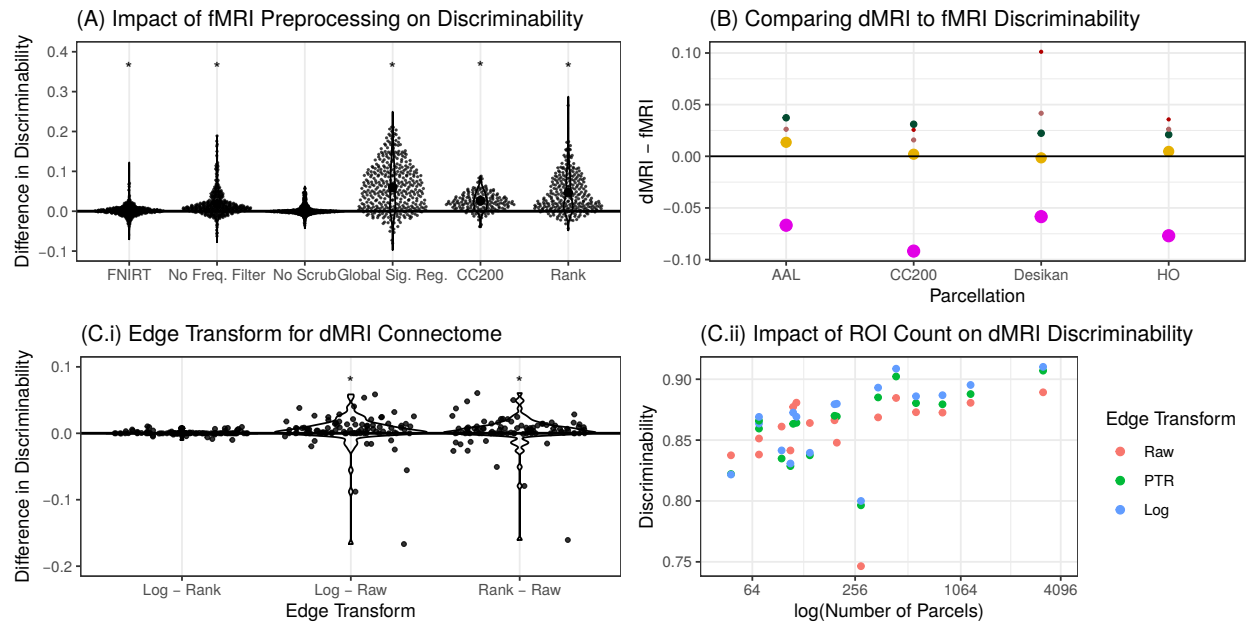 (A) Impact of fMRI Preprocessing on Discriminability
Difference in Discriminability
0.4
0.3
0.2
0.1
0.0
−0.1
* * * * *
FNIRT No Freq. Filter No Scrub Global Sig. Reg. CC200 Rank
(B) Comparing dMRI to fMRI Discriminability
dMRI − fMRI
0.10
0.05
0.00
−0.05
−0.10
AAL CC200 Desikan HO
Parcellation
(C.i) Edge Transform for dMRI Connectome
Difference in Discriminability
0.1
0.0
−0.1
−0.2
* *
Log − Rank Log − Raw Rank − Raw
Edge Transform
(C.ii) Impact of ROI Count on dMRI Discriminability
Discriminability
0.90
0.85
0.80
0.75
64 256 1064 4096
log(Number of Parcels)
Edge Transform
Raw
PTR
Log